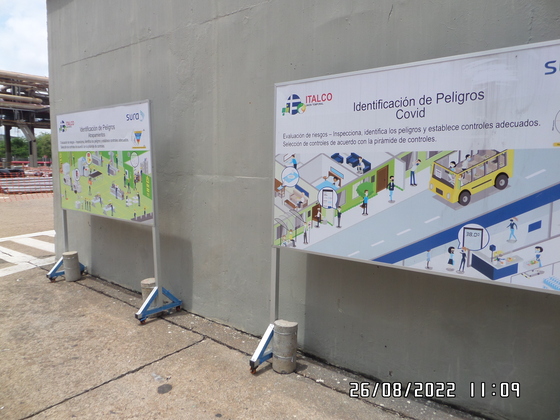 ITALCO
sura
Identificación de Peligros
ITALCO
Identificación de Peligros
Covid
Evaluación de riesgos – Inspecciona, identifica los peligros y establece controles adecuados.
Selección de controles de acuerdo con la pirámide de controles.
26/08/2022 11:09